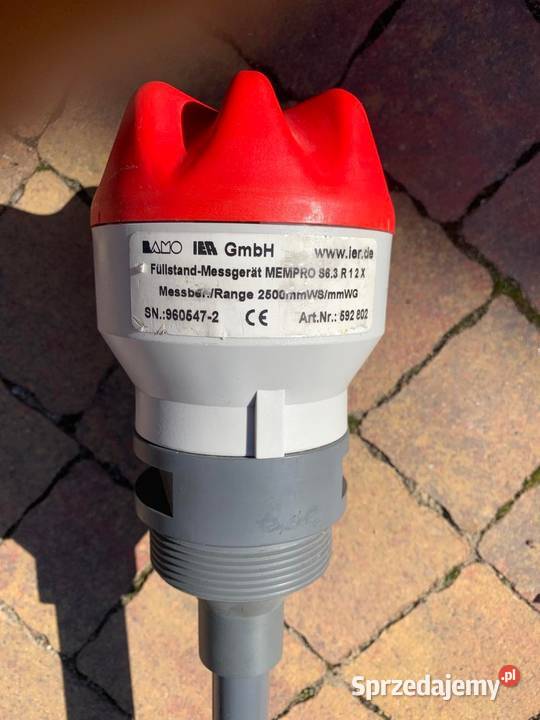 BAMO IER GmbH www.ier.de
Füllstand-Messgerät MEMPRO S6.3 R 1 2 X
Messber./Range 2500mmWS/mmWG
SN.:960547-2 CE Art.Nr.: 592 802
Sprzedajemy.pl